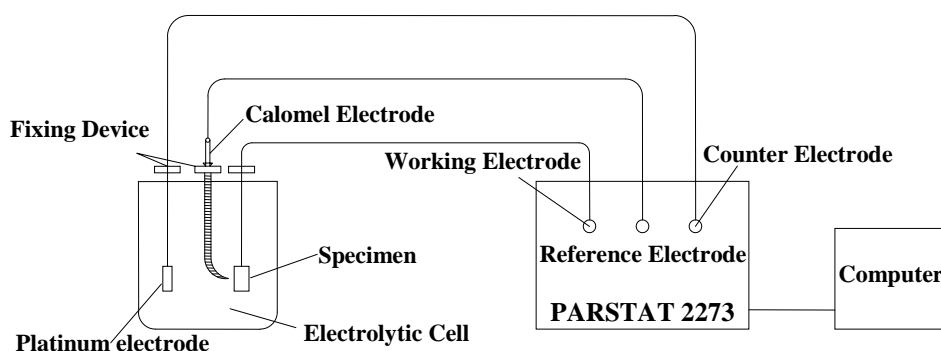 Calomel Electrode
Fixing Device
Working Electrode
Counter Electrode
Specimen
Reference Electrode
Computer
PARSTAT 2273
Electrolytic Cell
Platinum electrode